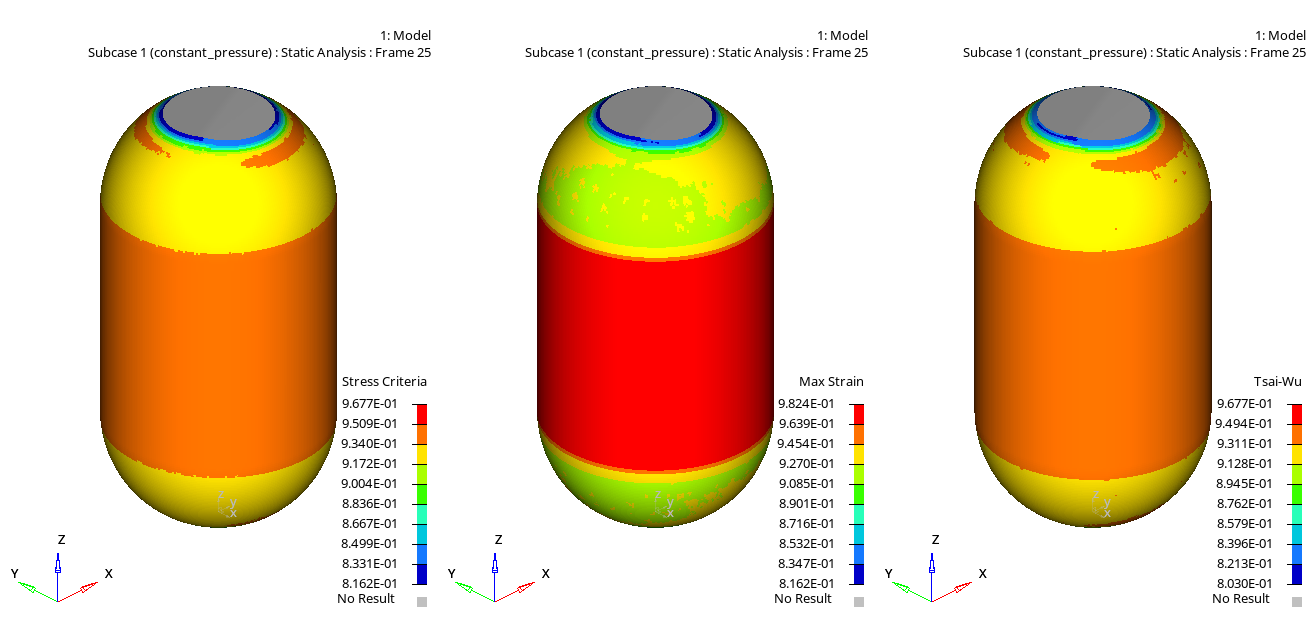 1: Model
Subcase 1 (constant_pressure) : Static Analysis : Frame 25
Stress Criteria
9.677E-01
9.509E-01
9.340E-01
9.172E-01
9.004E-01
8.836E-01
8.667E-01
8.499E-01
8.331E-01
8.162E-01
No Result
Y
X
Z
X
Y
Z
1: Model
Subcase 1 (constant_pressure) : Static Analysis : Frame 25
Max Strain
9.824E-01
9.639E-01
9.454E-01
9.270E-01
9.085E-01
8.901E-01
8.716E-01
8.532E-01
8.347E-01
8.162E-01
No Result
Y
X
Z
X
Y
Z
1: Model
Subcase 1 (constant_pressure) : Static Analysis : Frame 25
Tsai-Wu
9.677E-01
9.494E-01
9.311E-01
9.128E-01
8.945E-01
8.762E-01
8.579E-01
8.396E-01
8.213E-01
8.030E-01
No Result
Y
X
Z
X
Y
Z